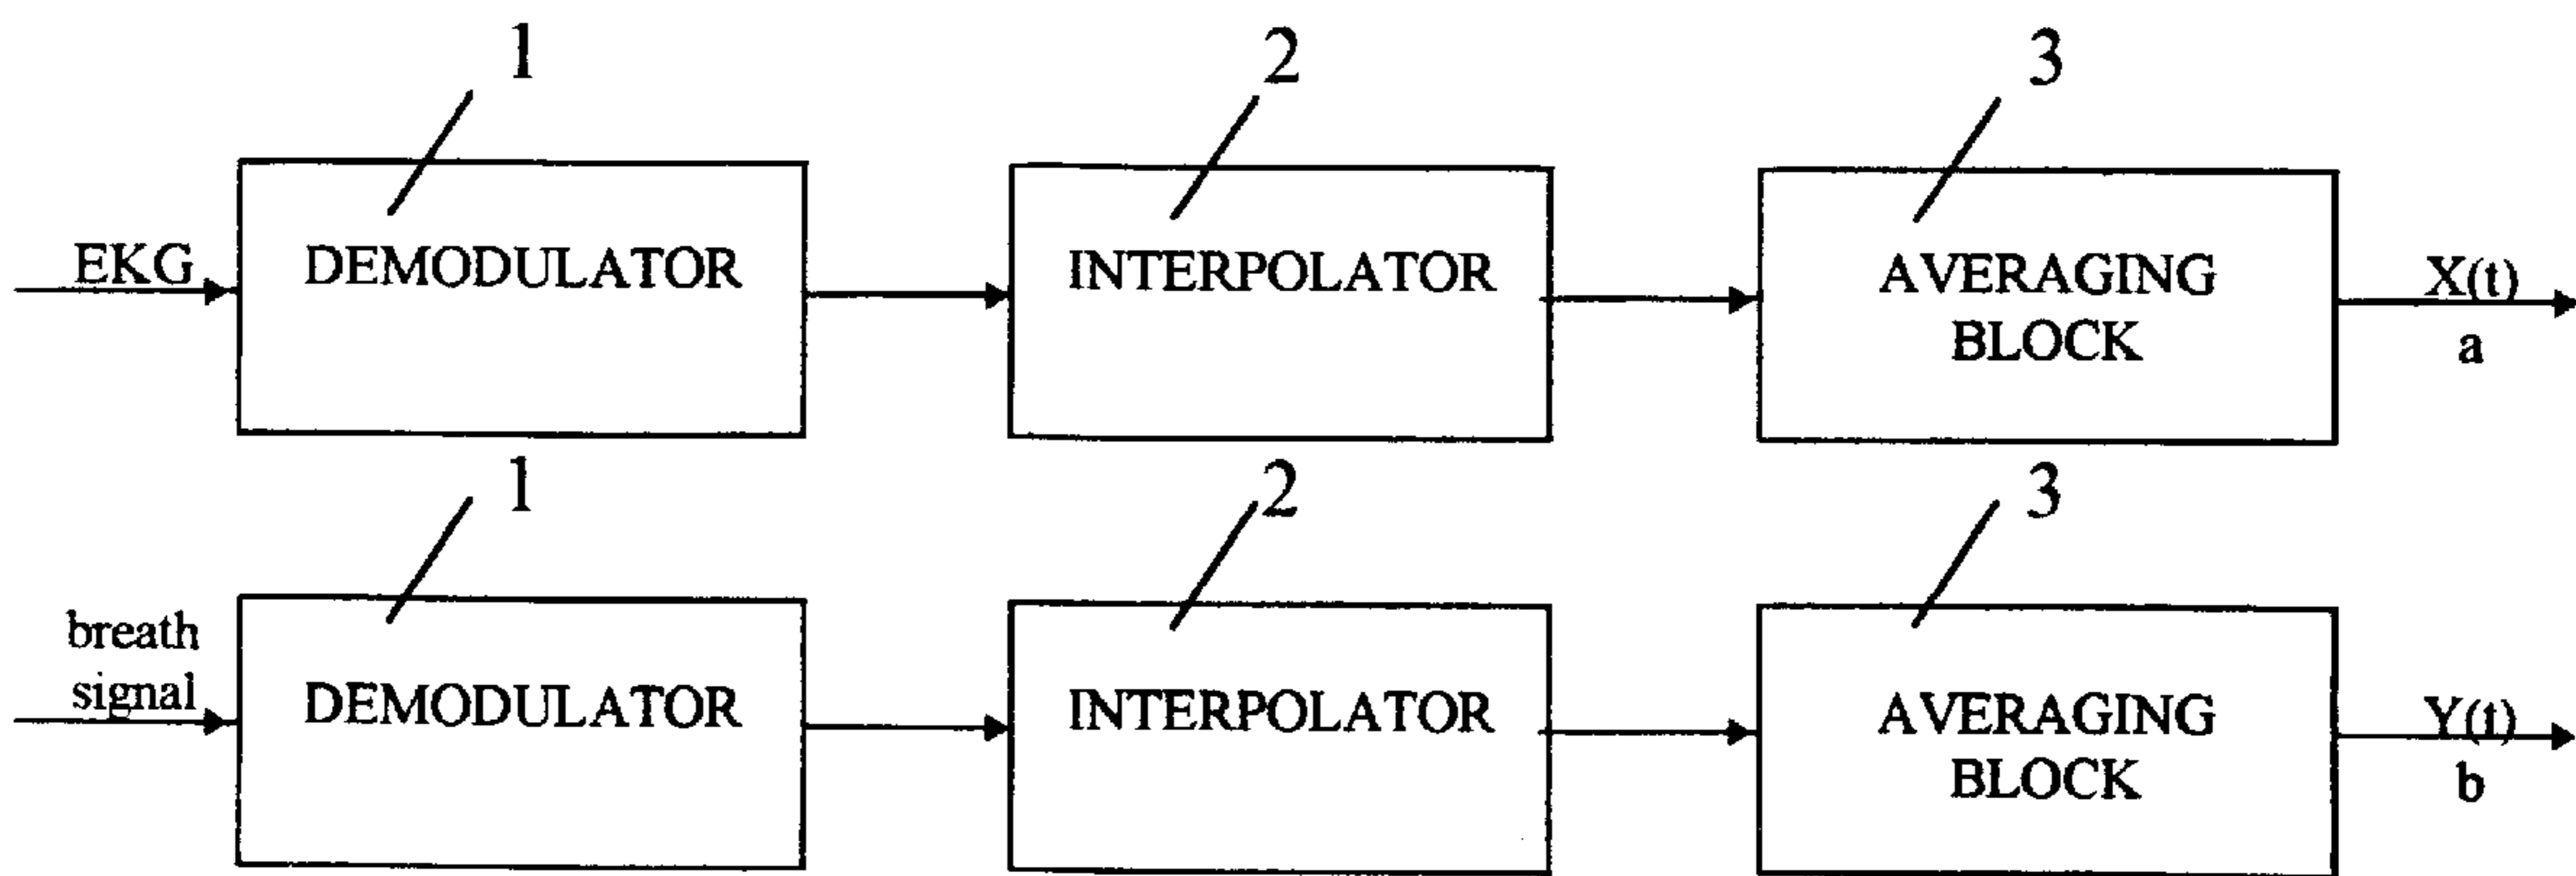 1 2 3
EKG DEMODULATOR INTERPOLATOR AVERAGING BLOCK X(t)
a
1 2 3
breath signal DEMODULATOR INTERPOLATOR AVERAGING BLOCK Y(t)
b